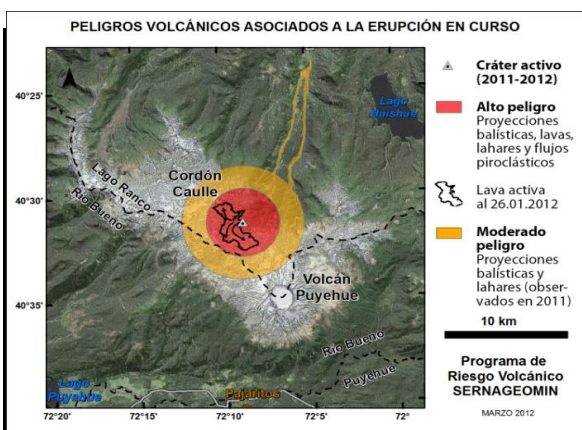 PELIGROS VOLCÁNICOS ASOCIADOS A LA ERUPCIÓN EN CURSO
40°25'
40°30'
40°35'
Lago
Huishue
Lago Ranco
Río Bueno
Cordón
Caulle
Volcán
Puyehue
Río Bueno
Puyehue
Lago
Puyehue
Pajaritos
72°20'
72°15'
72°10'
72°5'
72°
Cráter activo
(2011-2012)
Alto peligro
Proyecciones
balísticas, lavas,
lahares y flujos
piroclásticos
Lava activa
al 26.01.2012
Moderado
peligro
Proyecciones
balísticas y
lahares (obser-
vados en 2011)
10 km
Programa de
Riesgo Volcánico
SERNAGEOMIN
MARZO 2012